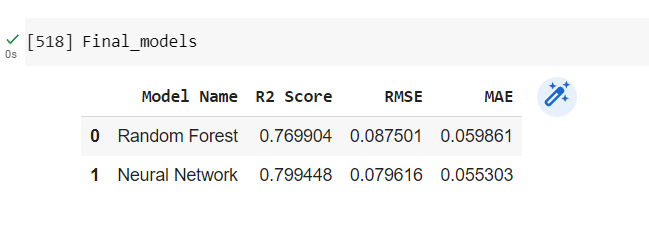 [518] Final_models
0s
Model Name R2 Score RMSE MAE
0 Random Forest 0.769904 0.087501 0.059861
1 Neural Network 0.799448 0.079616 0.055303